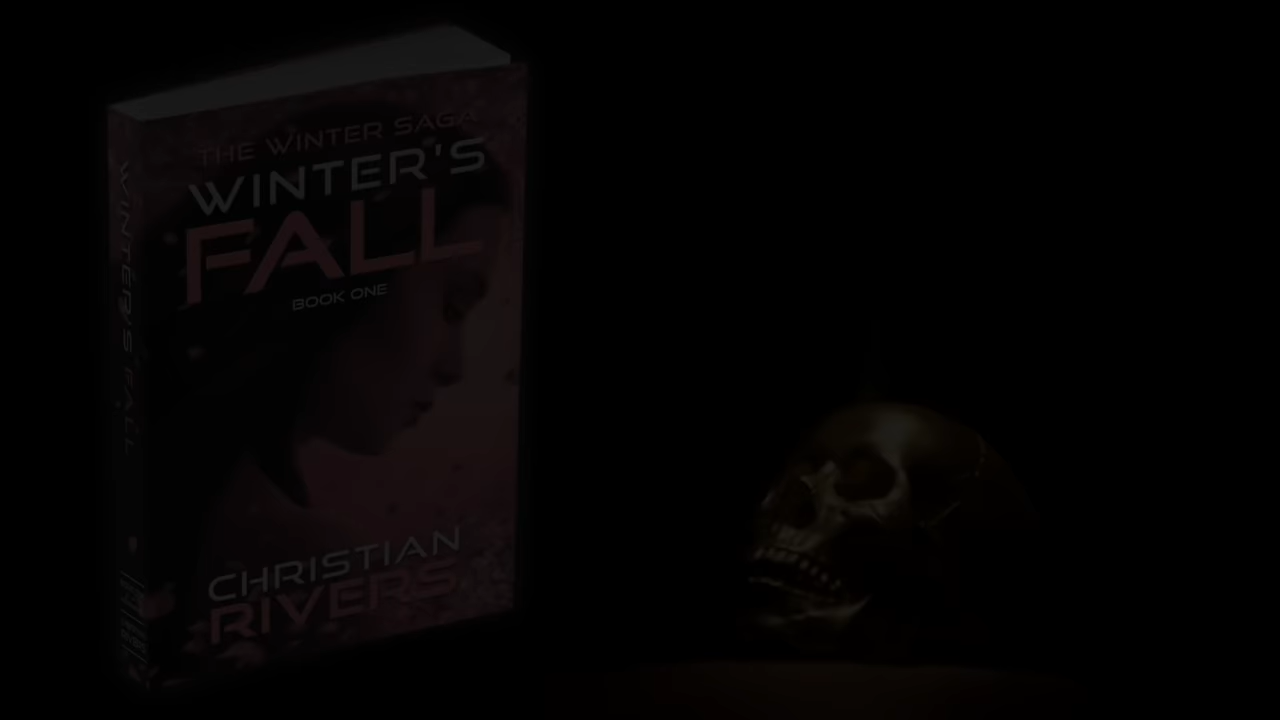 THE WINTER SAGA
WINTER'S
FALL
BOOK ONE
CHRISTIAN
RIVERS
WINTER'S FALL